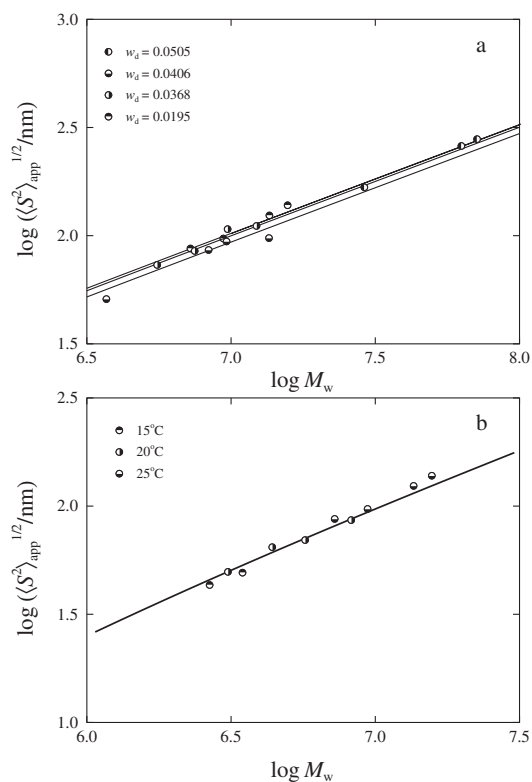 3.0
a
w_d = 0.0505
w_d = 0.0406
w_d = 0.0368
w_d = 0.0195
2.5
log (⟨S²⟩_app^1/2/nm)
2.0
1.5
6.5 7.0 7.5 8.0
log M_w
2.5
b
15°C
20°C
25°C
2.0
log (⟨S²⟩_app^1/2/nm)
1.5
1.0
6.0 6.5 7.0 7.5
log M_w